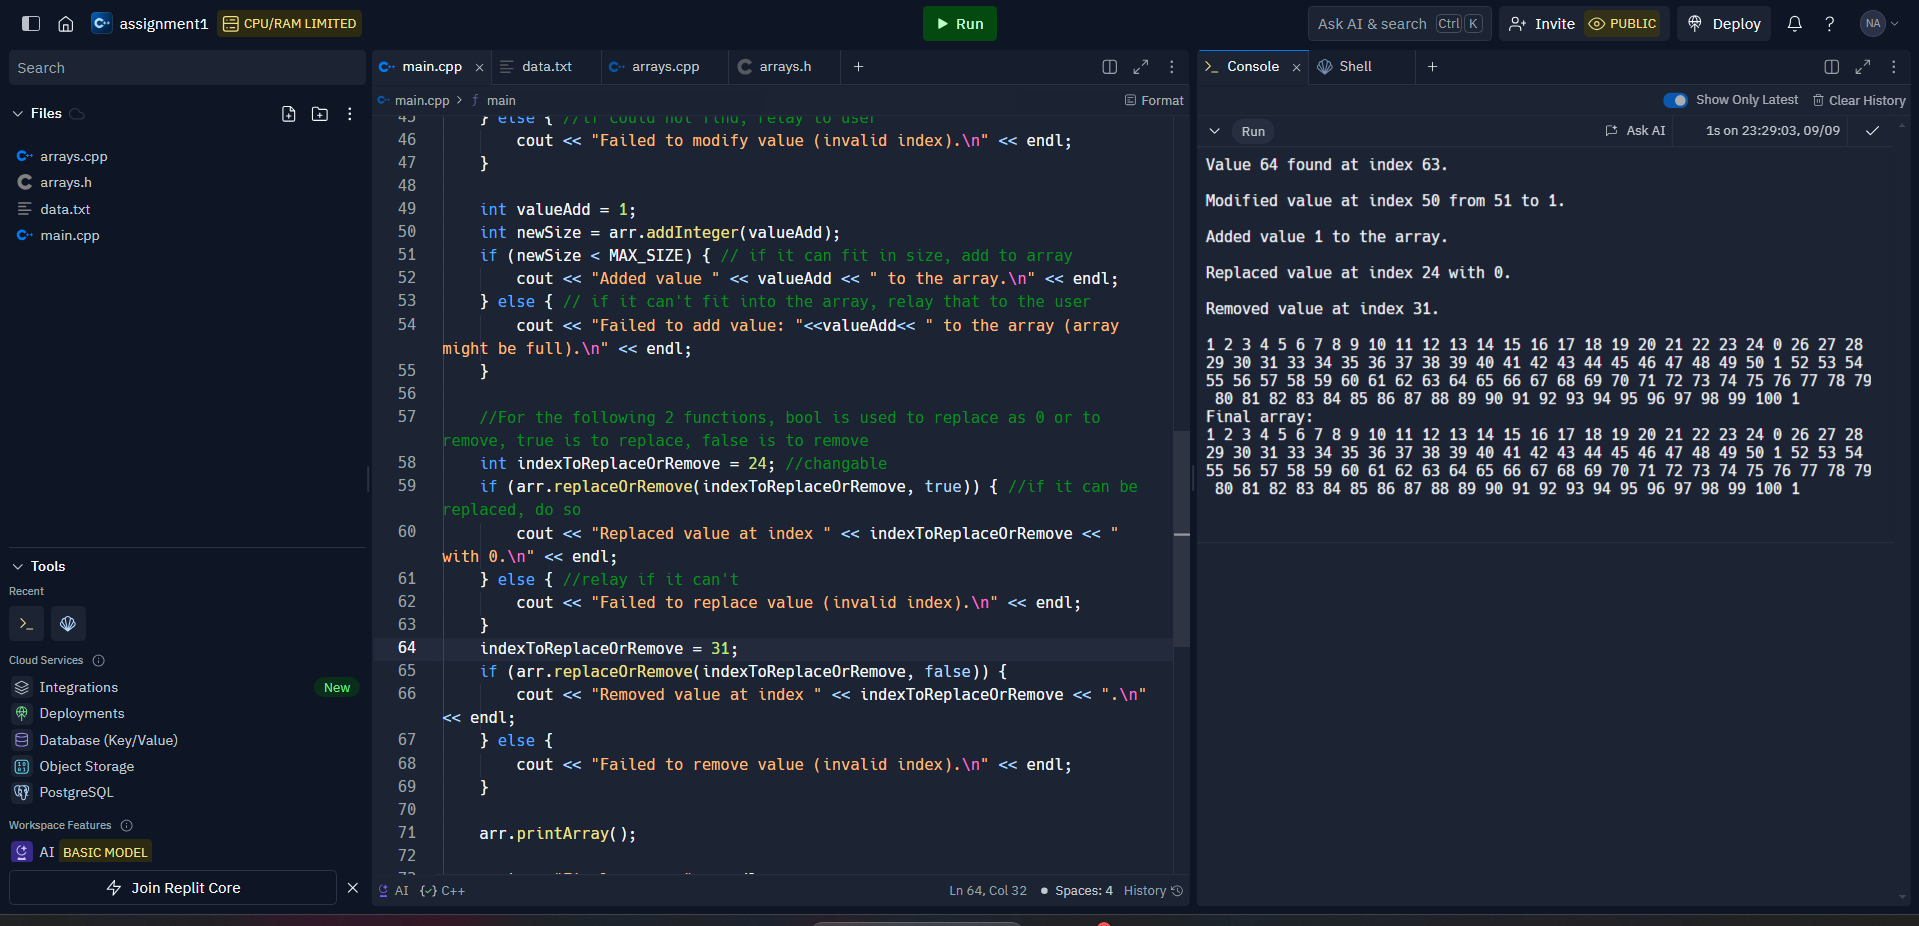 assignment1 CPU/RAM LIMITED Run Ask AI & search Ctrl K Invite PUBLIC Deploy NA
Search
Files
arrays.cpp
arrays.h
data.txt
main.cpp
Tools
Recent
Cloud Services
Integrations New
Deployments
Database (Key/Value)
Object Storage
PostgreSQL
Workspace Features
AI BASIC MODEL
Join Replit Core
main.cpp data.txt arrays.cpp arrays.h
main.cpp > main Format
45 } else { //if could not find, relay to user
46 cout << "Failed to modify value (invalid index).\n" << endl;
47 }
48
49 int valueAdd = 1;
50 int newSize = arr.addInteger(valueAdd);
51 if (newSize < MAX_SIZE) { // if it can fit in size, add to array
52 cout << "Added value " << valueAdd << " to the array.\n" << endl;
53 } else { // if it can't fit into the array, relay that to the user
54 cout << "Failed to add value: "<<valueAdd<< " to the array (array
might be full).\n" << endl;
55 }
56
57 //For the following 2 functions, bool is used to replace as 0 or to
remove, true is to replace, false is to remove
58 int indexToReplaceOrRemove = 24; //changable
59 if (arr.replaceOrRemove(indexToReplaceOrRemove, true)) { //if it can be
replaced, do so
60 cout << "Replaced value at index " << indexToReplaceOrRemove << "
with 0.\n" << endl;
61 } else { //relay if it can't
62 cout << "Failed to replace value (invalid index).\n" << endl;
63 }
64 indexToReplaceOrRemove = 31;
65 if (arr.replaceOrRemove(indexToReplaceOrRemove, false)) {
66 cout << "Removed value at index " << indexToReplaceOrRemove << ".\n"
<< endl;
67 } else {
68 cout << "Failed to remove value (invalid index).\n" << endl;
69 }
70
71 arr.printArray();
72
AI C++ Ln 64, Col 32 Spaces: 4 History
Console Shell
Show Only Latest Clear History
Run Ask AI 1s on 23:29:03, 09/09
Value 64 found at index 63.
Modified value at index 50 from 51 to 1.
Added value 1 to the array.
Replaced value at index 24 with 0.
Removed value at index 31.
1 2 3 4 5 6 7 8 9 10 11 12 13 14 15 16 17 18 19 20 21 22 23 24 0 26 27 28
29 30 31 33 34 35 36 37 38 39 40 41 42 43 44 45 46 47 48 49 50 1 52 53 54
55 56 57 58 59 60 61 62 63 64 65 66 67 68 69 70 71 72 73 74 75 76 77 78 79
80 81 82 83 84 85 86 87 88 89 90 91 92 93 94 95 96 97 98 99 100 1
Final array:
1 2 3 4 5 6 7 8 9 10 11 12 13 14 15 16 17 18 19 20 21 22 23 24 0 26 27 28
29 30 31 33 34 35 36 37 38 39 40 41 42 43 44 45 46 47 48 49 50 1 52 53 54
55 56 57 58 59 60 61 62 63 64 65 66 67 68 69 70 71 72 73 74 75 76 77 78 79
80 81 82 83 84 85 86 87 88 89 90 91 92 93 94 95 96 97 98 99 100 1